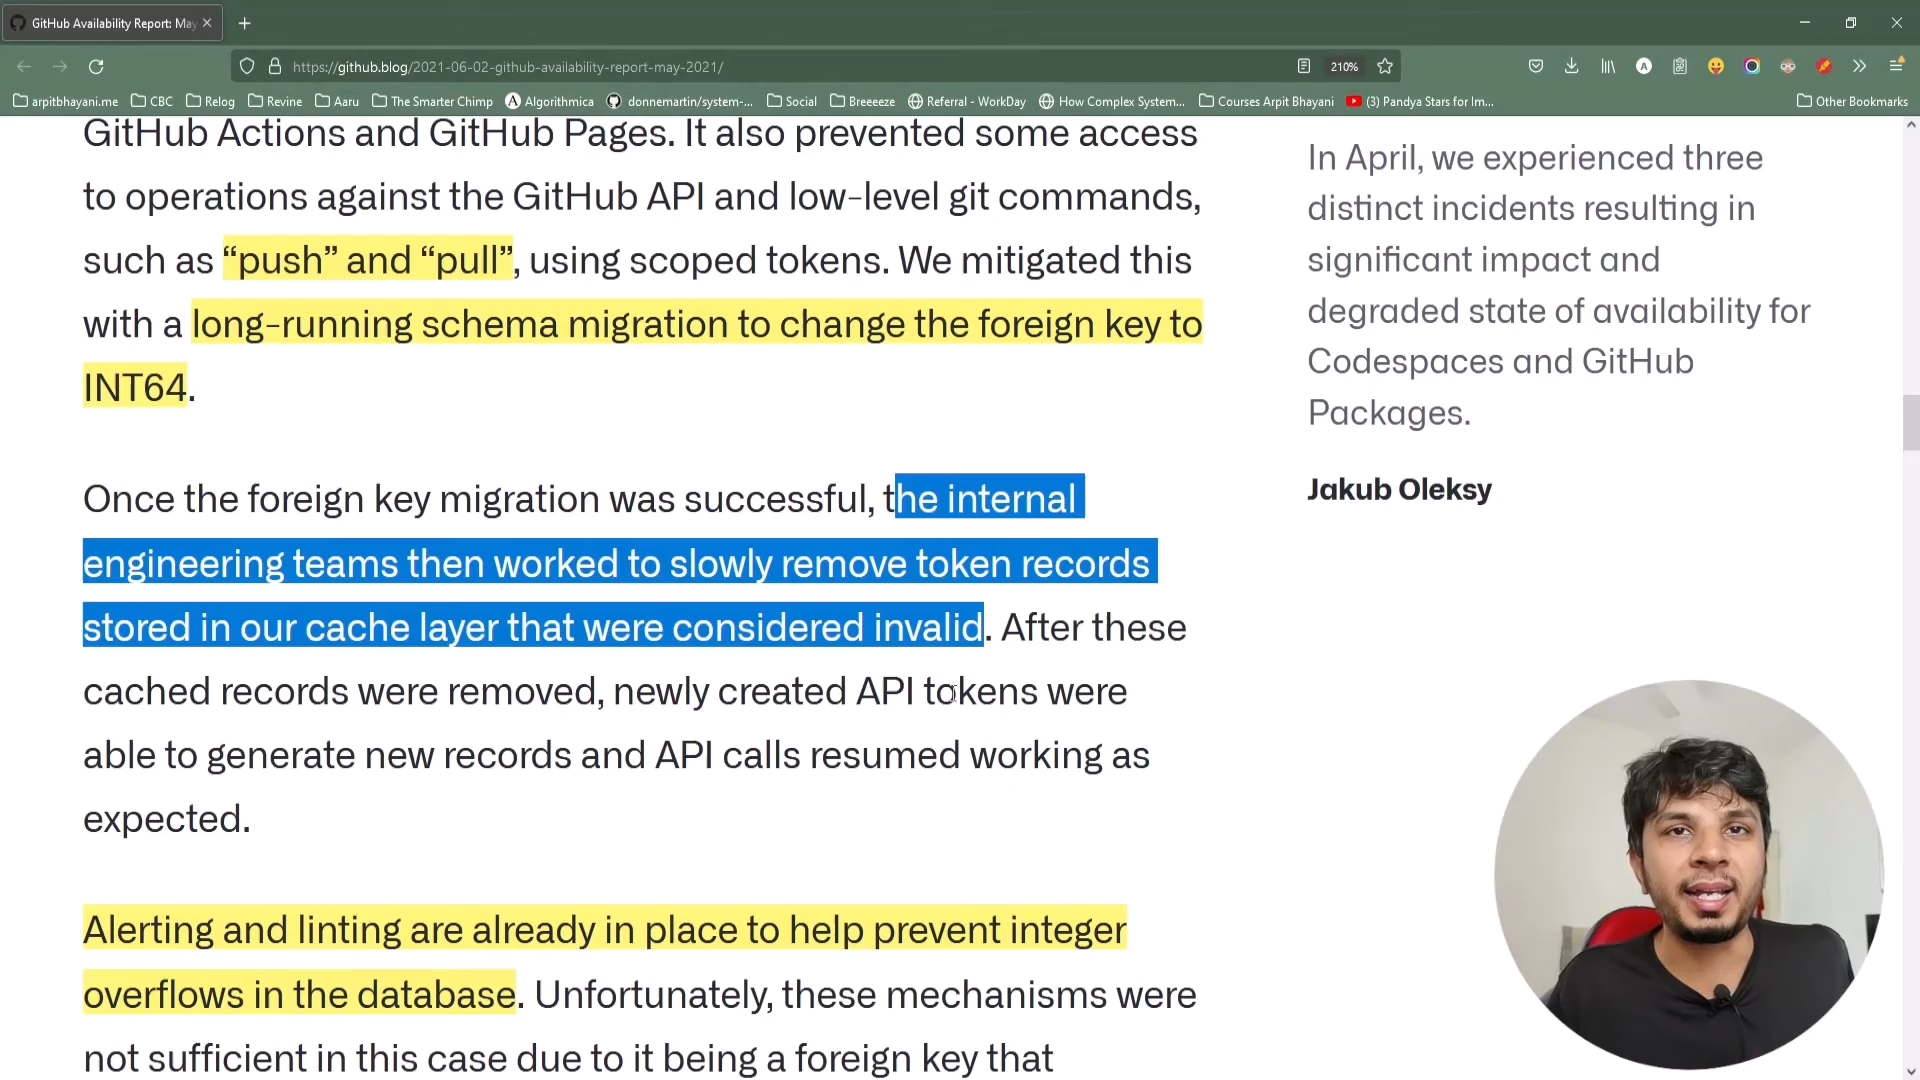 GitHub Availability Report: May
https://github.blog/2021-06-02-github-availability-report-may-2021/
210%
arpitbhayani.me
CBC
Relog
Revine
Aaru
The Smarter Chimp
Algorithmica
donnemartin/system-...
Social
Breeeeze
Referral - WorkDay
How Complex System...
Courses Arpit Bhayani
(3) Pandya Stars for Im...
Other Bookmarks
GitHub Actions and GitHub Pages. It also prevented some access
to operations against the GitHub API and low-level git commands,
such as “push” and “pull”, using scoped tokens. We mitigated this
with a long-running schema migration to change the foreign key to
INT64.
Once the foreign key migration was successful, the internal
engineering teams then worked to slowly remove token records
stored in our cache layer that were considered invalid. After these
cached records were removed, newly created API tokens were
able to generate new records and API calls resumed working as
expected.
Alerting and linting are already in place to help prevent integer
overflows in the database. Unfortunately, these mechanisms were
not sufficient in this case due to it being a foreign key that
In April, we experienced three
distinct incidents resulting in
significant impact and
degraded state of availability for
Codespaces and GitHub
Packages.
Jakub Oleksy